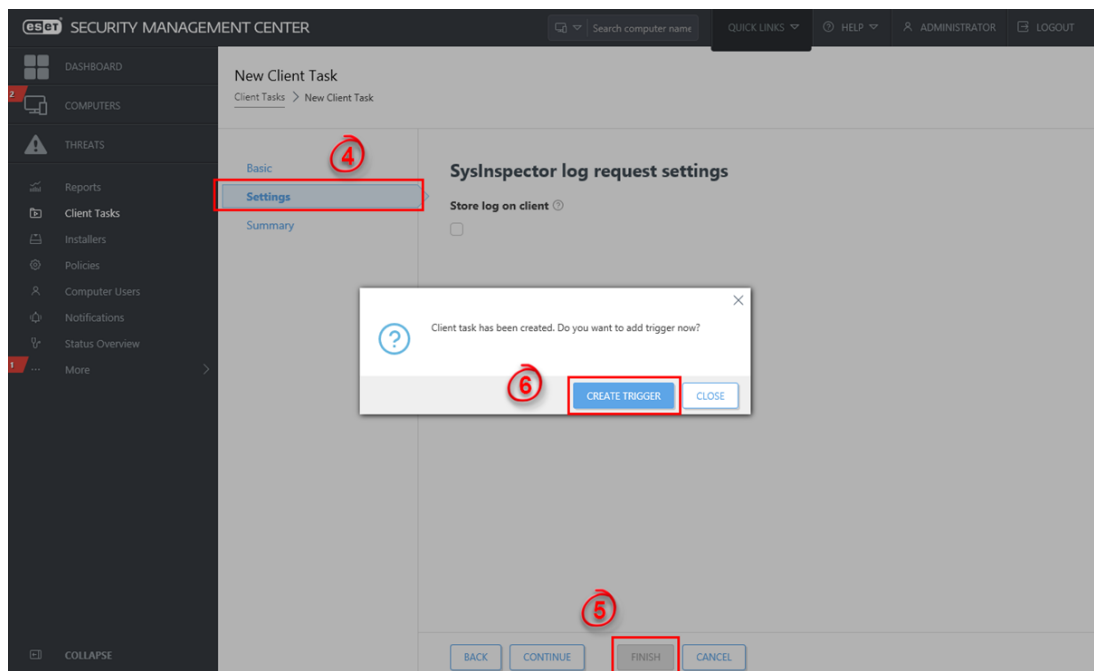 eset SECURITY MANAGEMENT CENTER
Search computer name
QUICK LINKS
HELP
ADMINISTRATOR
LOGOUT
DASHBOARD
2
COMPUTERS
THREATS
Reports
Client Tasks
Installers
Policies
Computer Users
Notifications
Status Overview
1
More
COLLAPSE
New Client Task
Client Tasks > New Client Task
Basic
4
Settings
Summary
SysInspector log request settings
Store log on client
Client task has been created. Do you want to add trigger now?
6
CREATE TRIGGER
CLOSE
5
BACK
CONTINUE
FINISH
CANCEL